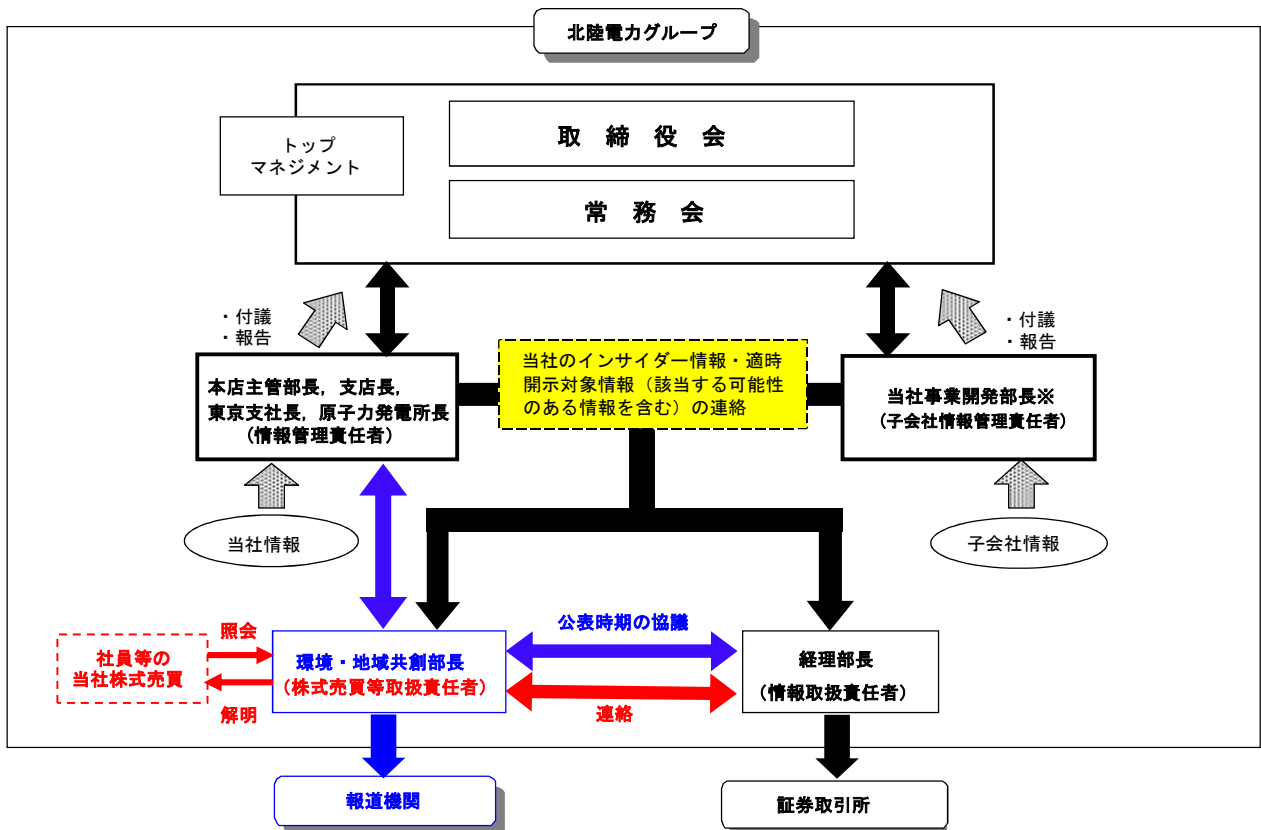 北陸電力グループ
トップ
マネジメント
取締役会
常務会
・付議
・報告
・付議
・報告
本店主管部長，支店長，
東京支社長，原子力発電所長
（情報管理責任者）
当社のインサイダー情報・適時
開示対象情報（該当する可能性
のある情報を含む）の連絡
当社事業開発部長※
（子会社情報管理責任者）
当社情報
子会社情報
社員等の
当社株式売買
照会
解明
環境・地域共創部長
（株式売買等取扱責任者）
公表時期の協議
連絡
経理部長
（情報取扱責任者）
報道機関
証券取引所